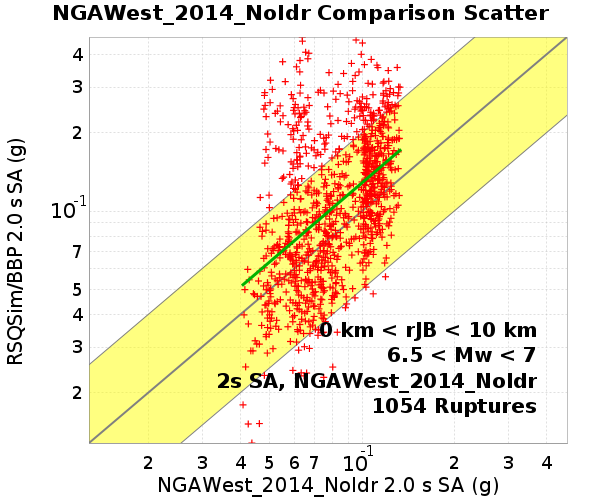 NGAWest_2014_NoIdr Comparison Scatter
4
3
2
10-1
7
6
5
4
3
2
RSQSim/BBP 2.0 s SA (g)
0 km < rJB < 10 km
6.5 < Mw < 7
2s SA, NGAWest_2014_NoIdr
1054 Ruptures
2 3 4 5 6 7 10-1 2 3 4
NGAWest_2014_NoIdr 2.0 s SA (g)